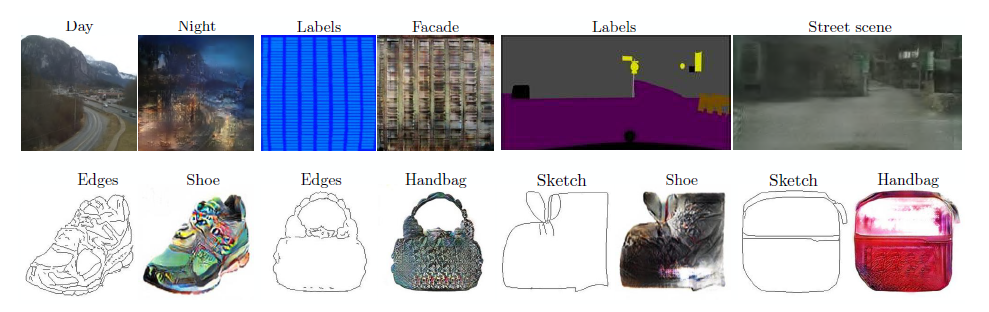 Day Night Labels Facade Labels Street scene
Edges Shoe Edges Handbag Sketch Shoe Sketch Handbag